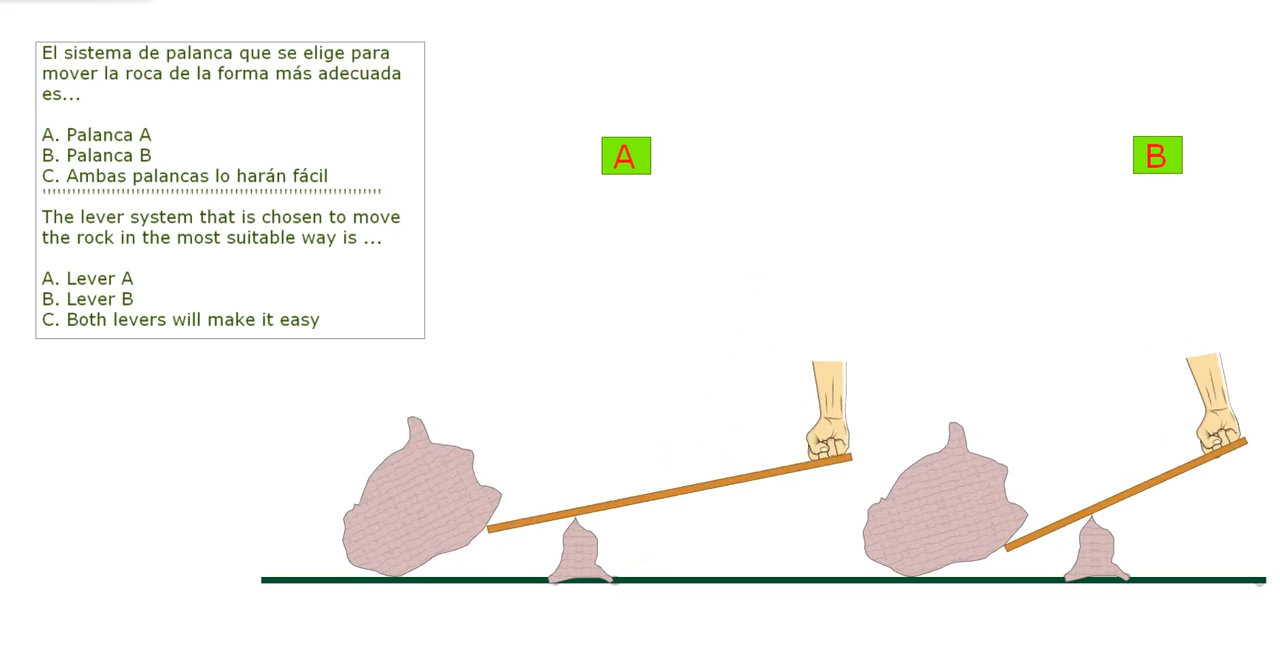 El sistema de palanca que se elige para
mover la roca de la forma más adecuada
es...
A. Palanca A
B. Palanca B
C. Ambas palancas lo harán fácil
The lever system that is chosen to move
the rock in the most suitable way is ...
A. Lever A
B. Lever B
C. Both levers will make it easy
A
B